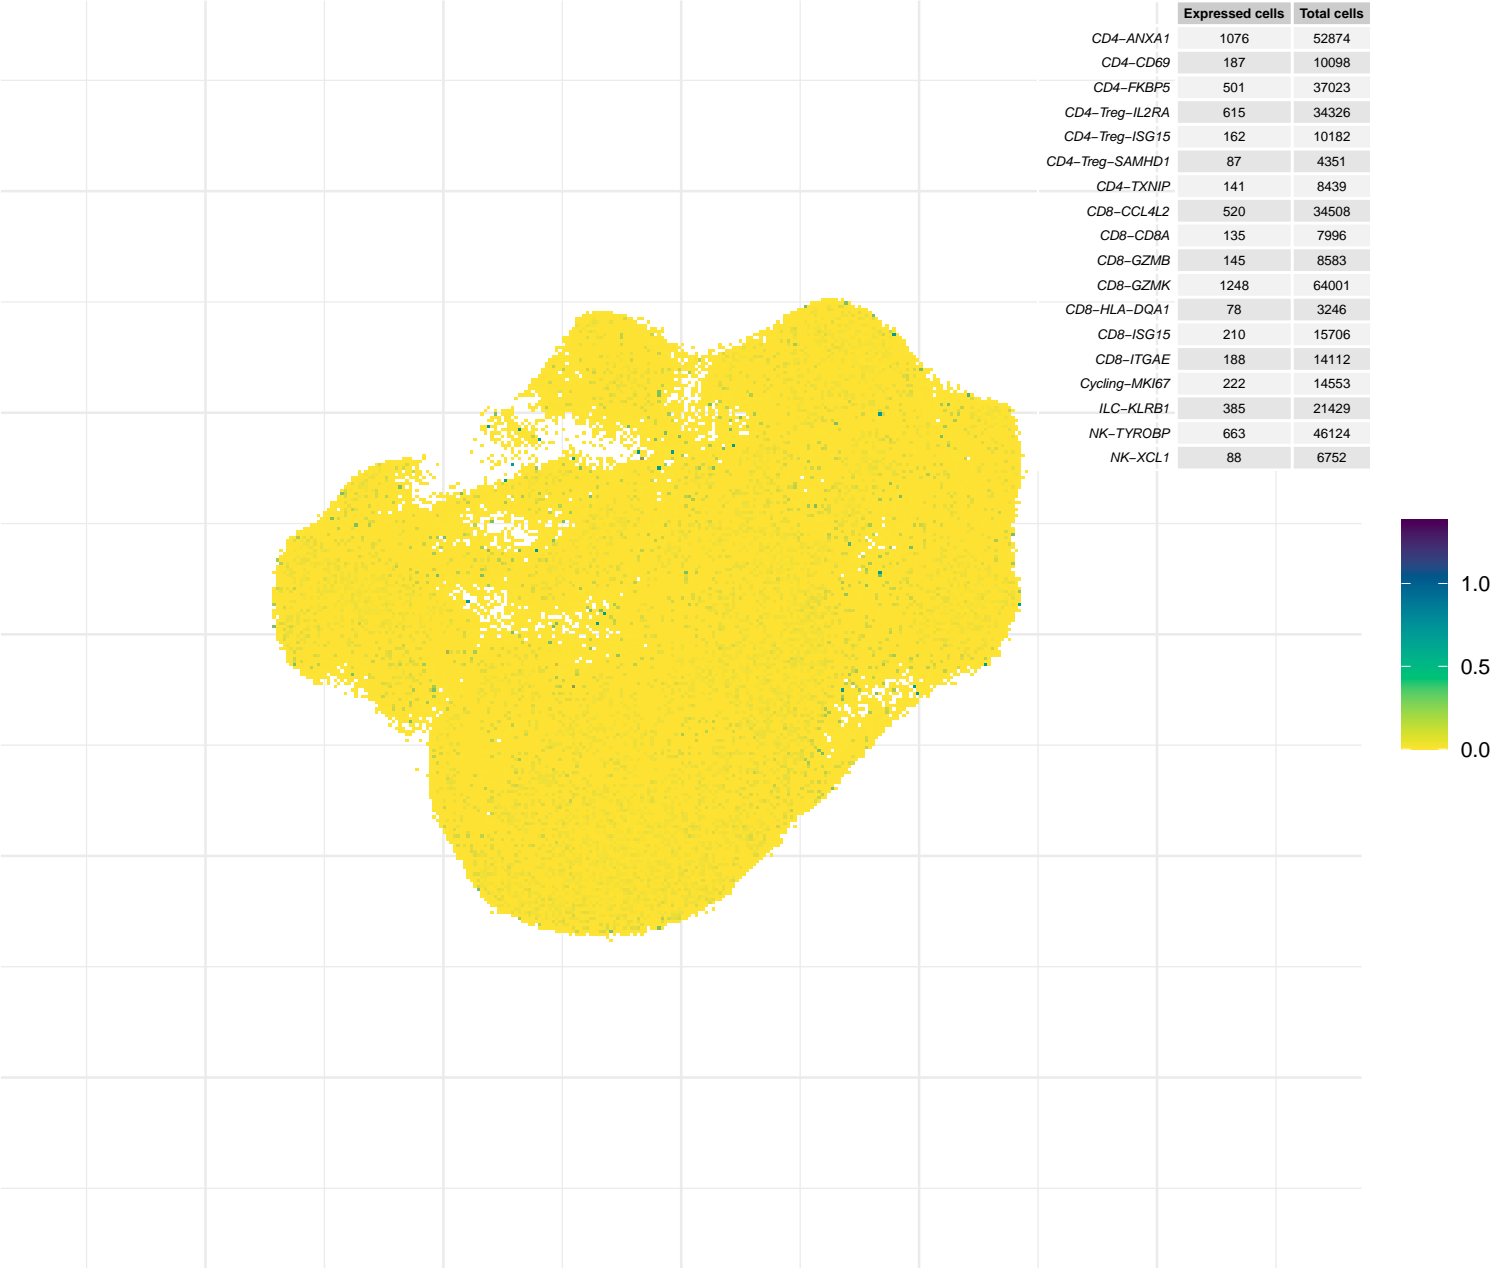 Expressed cells Total cells
CD4−ANXA1 1076 52874
CD4−CD69 187 10098
CD4−FKBP5 501 37023
CD4−Treg−IL2RA 615 34326
CD4−Treg−ISG15 162 10182
CD4−Treg−SAMHD1 87 4351
CD4−TXNIP 141 8439
CD8−CCL4L2 520 34508
CD8−CD8A 135 7996
CD8−GZMB 145 8583
CD8−GZMK 1248 64001
CD8−HLA−DQA1 78 3246
CD8−ISG15 210 15706
CD8−ITGAE 188 14112
Cycling−MKI67 222 14553
ILC−KLRB1 385 21429
NK−TYROBP 663 46124
NK−XCL1 88 6752
1.0
0.5
0.0